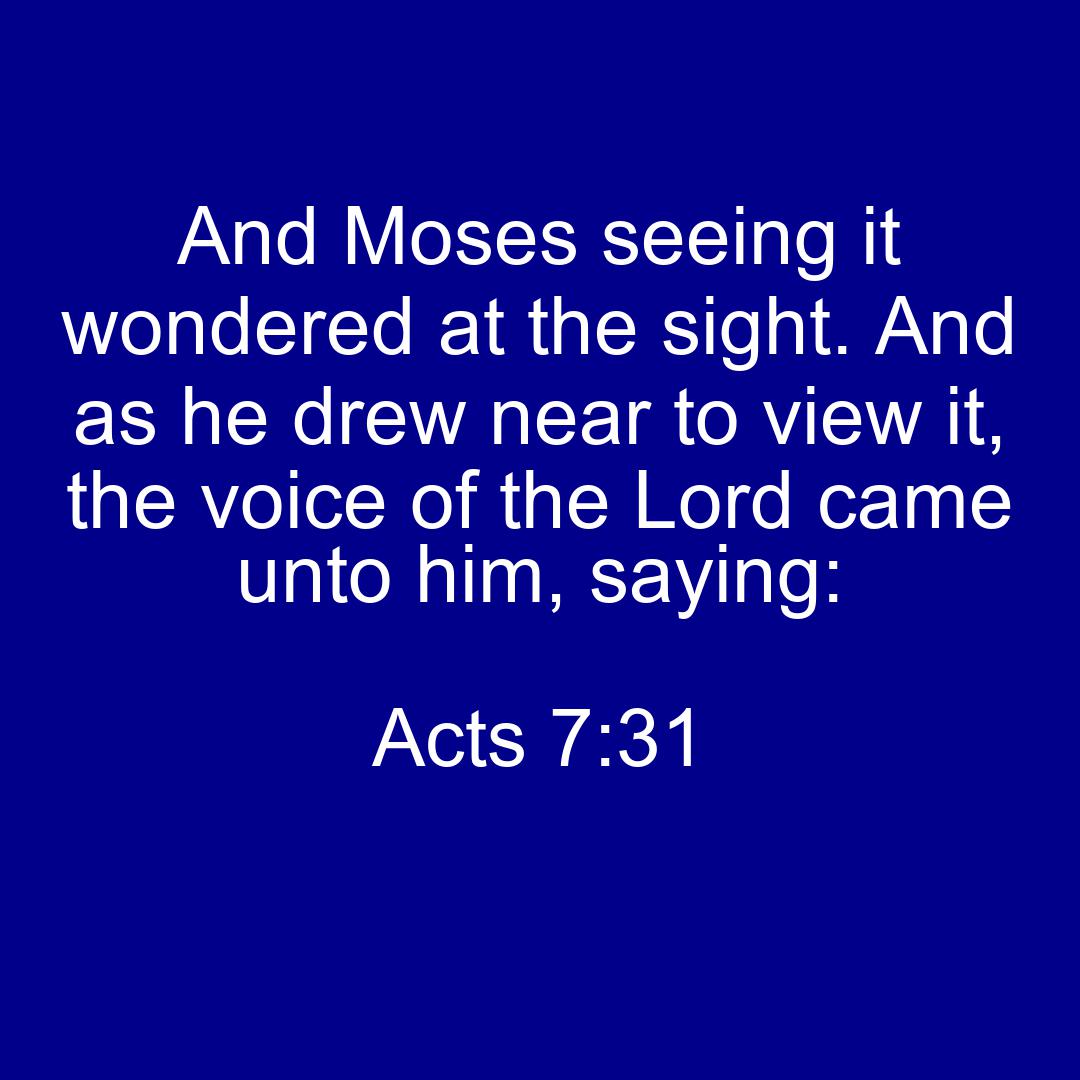 And Moses seeing it
wondered at the sight. And
as he drew near to view it,
the voice of the Lord came
unto him, saying:
Acts 7:31